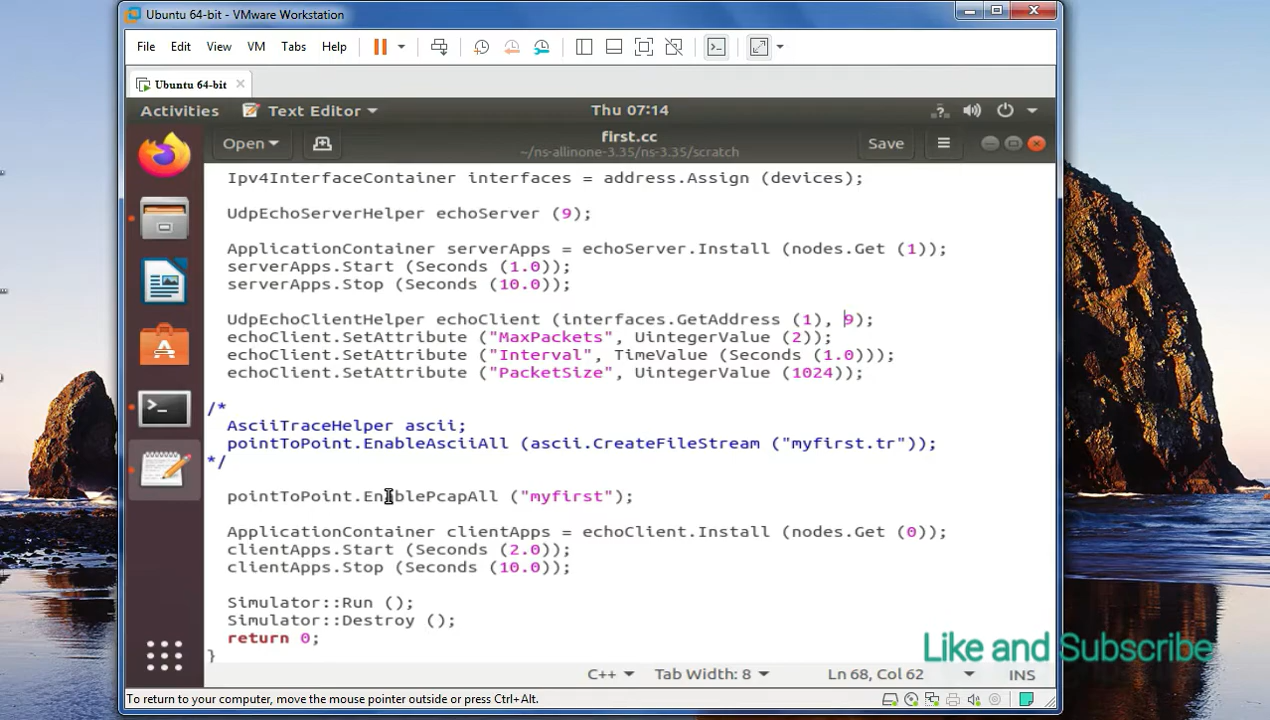 Ubuntu 64-bit - VMware Workstation
File Edit View VM Tabs Help
Ubuntu 64-bit
Activities Text Editor Thu 07:14
Open first.cc Save
~/ns-allinone-3.35/ns-3.35/scratch
Ipv4InterfaceContainer interfaces = address.Assign (devices);
UdpEchoServerHelper echoServer (9);
ApplicationContainer serverApps = echoServer.Install (nodes.Get (1));
serverApps.Start (Seconds (1.0));
serverApps.Stop (Seconds (10.0));
UdpEchoClientHelper echoClient (interfaces.GetAddress (1), 9);
echoClient.SetAttribute ("MaxPackets", UintegerValue (2));
echoClient.SetAttribute ("Interval", TimeValue (Seconds (1.0)));
echoClient.SetAttribute ("PacketSize", UintegerValue (1024));
/*
AsciiTraceHelper ascii;
pointToPoint.EnableAsciiAll (ascii.CreateFileStream ("myfirst.tr"));
*/
pointToPoint.EnablePcapAll ("myfirst");
ApplicationContainer clientApps = echoClient.Install (nodes.Get (0));
clientApps.Start (Seconds (2.0));
clientApps.Stop (Seconds (10.0));
Simulator::Run ();
Simulator::Destroy ();
return 0;
}
Like and Subscribe
C++ Tab Width: 8 Ln 68, Col 62 INS
To return to your computer, move the mouse pointer outside or press Ctrl+Alt.